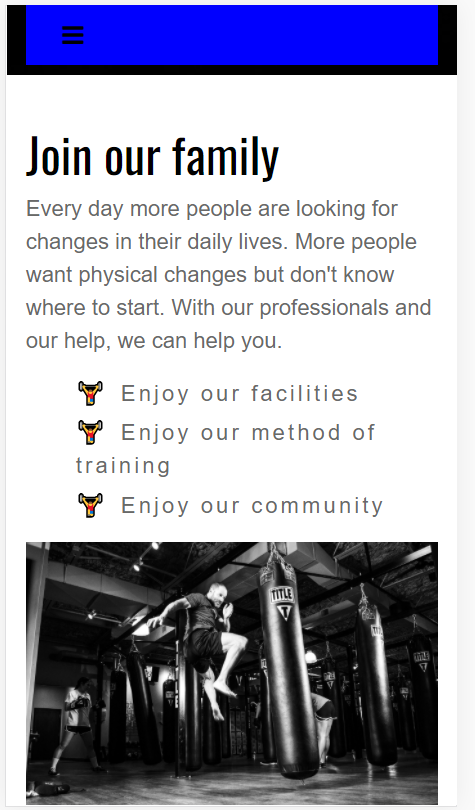 Join our family
Every day more people are looking for
changes in their daily lives. More people
want physical changes but don't know
where to start. With our professionals and
our help, we can help you.
Enjoy our facilities
Enjoy our method of
training
Enjoy our community
TITLE
T
TITLE
TITLE